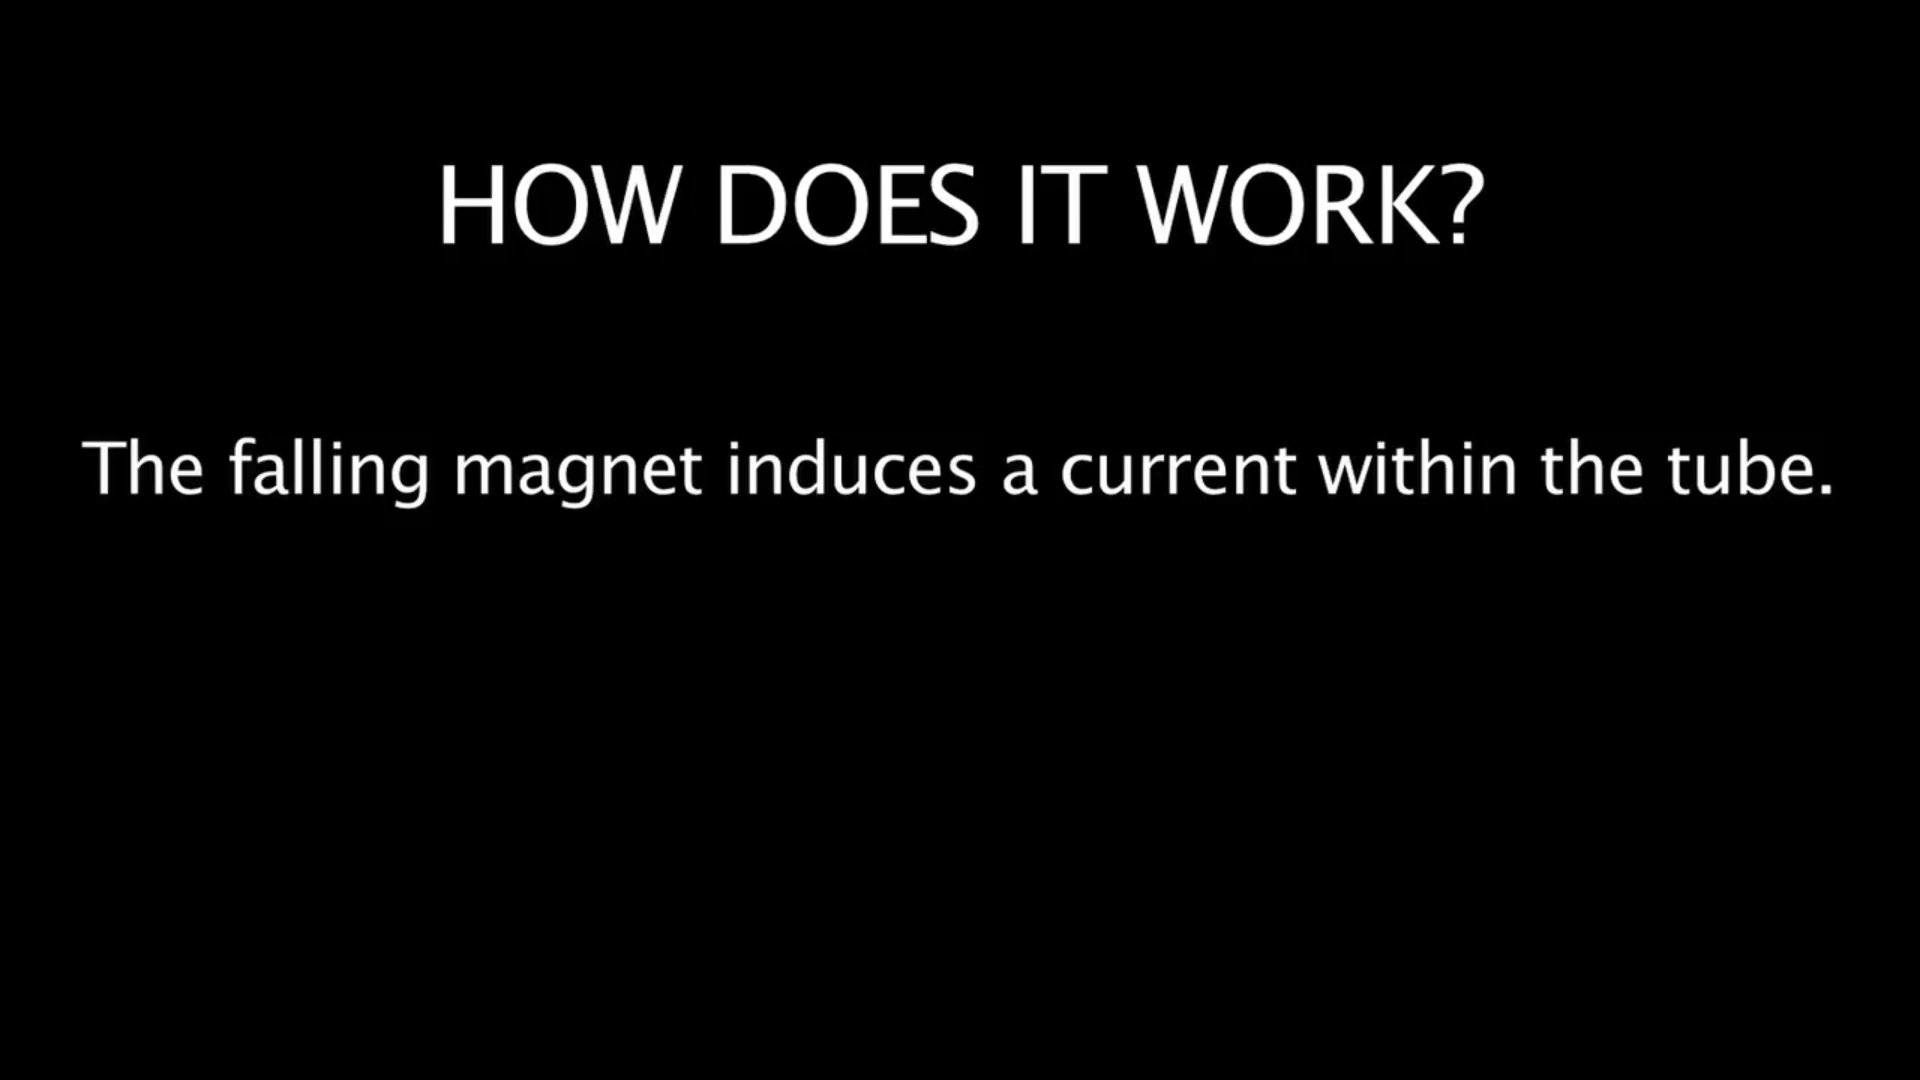 HOW DOES IT WORK?
The falling magnet induces a current within the tube.